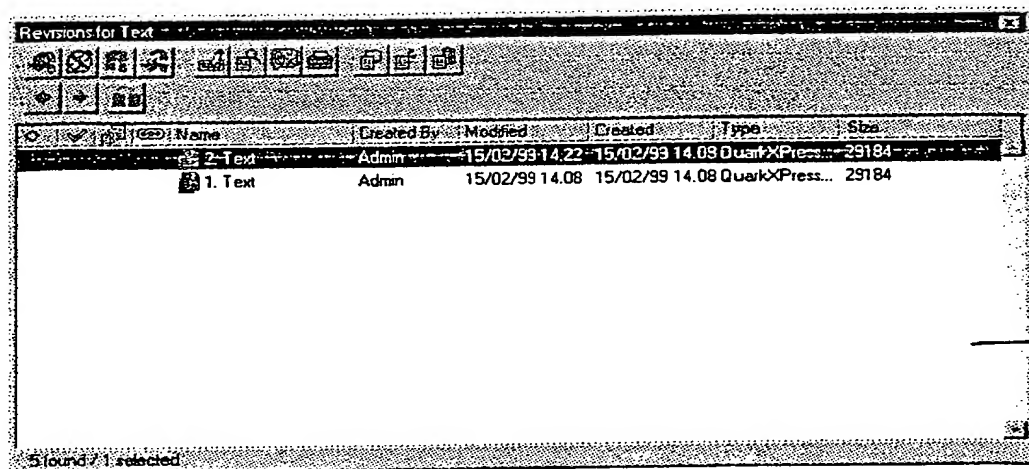 Revisions for Text
Name Created By Modified Created Type Size
2. Text Admin 15/02/99 14.22 15/02/99 14.09 QuarkXPress... 29184
1. Text Admin 15/02/99 14.08 15/02/99 14.08 QuarkXPress... 29184
5 found / 1 selected